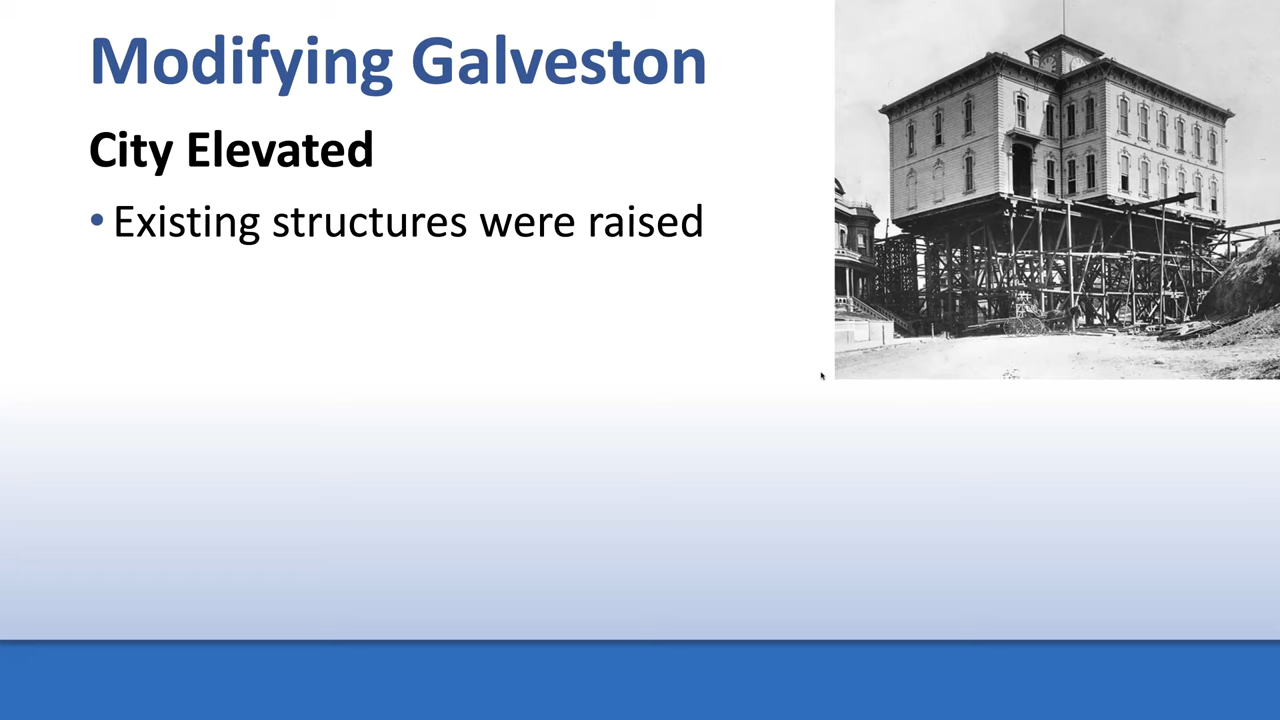 Modifying Galveston
City Elevated
• Existing structures were raised